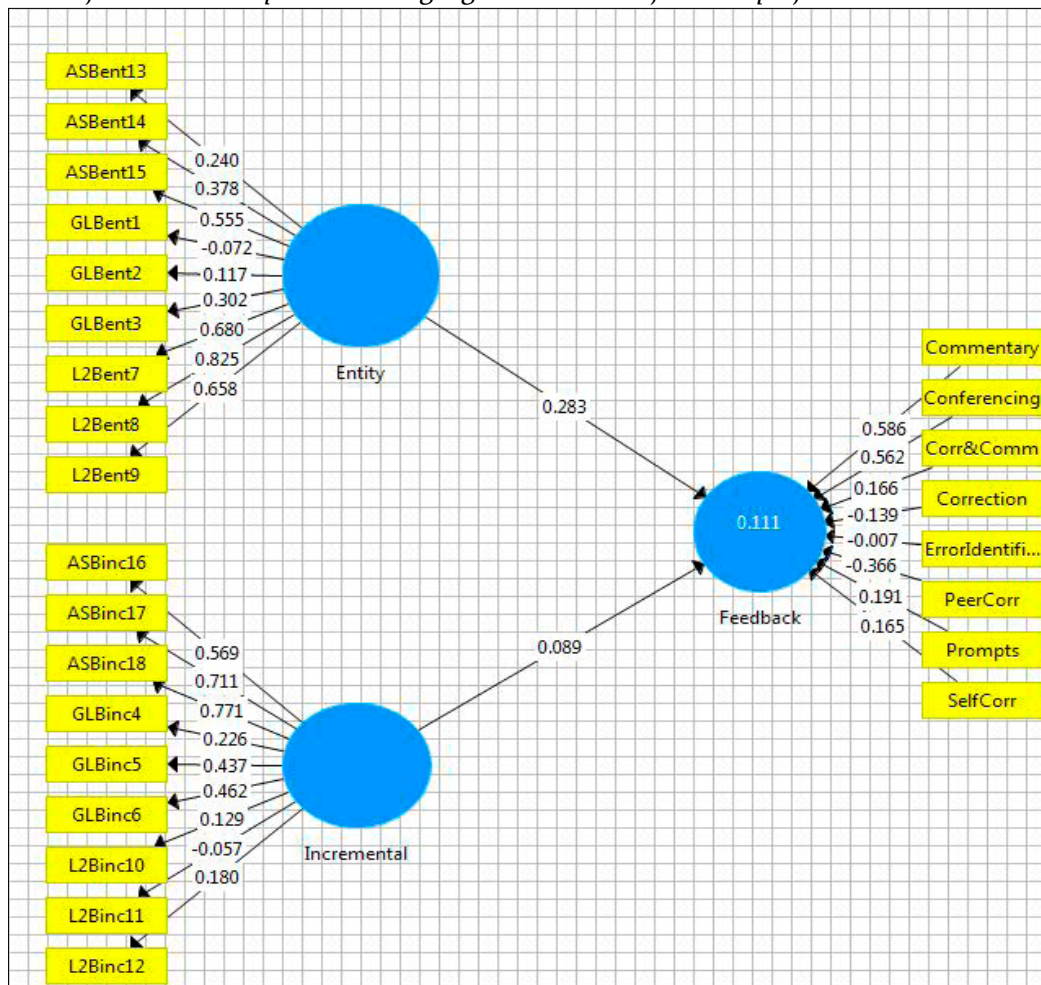 ASBent13
ASBent14
ASBent15
GLBent1
GLBent2
GLBent3
L2Bent7
L2Bent8
L2Bent9
0.240
0.378
0.555
-0.072
0.117
0.302
0.680
0.825
0.658
Entity
0.283
ASBinc16
ASBinc17
ASBinc18
GLBinc4
GLBinc5
GLBinc6
L2Binc10
L2Binc11
L2Binc12
0.569
0.711
0.771
0.226
0.437
0.462
0.129
-0.057
0.180
Incremental
0.089
0.111
Feedback
0.586
0.562
0.166
-0.139
-0.007
-0.366
0.191
0.165
Commentary
Conferencing
Corr&Comm
Correction
ErrorIdentifi...
PeerCorr
Prompts
SelfCorr